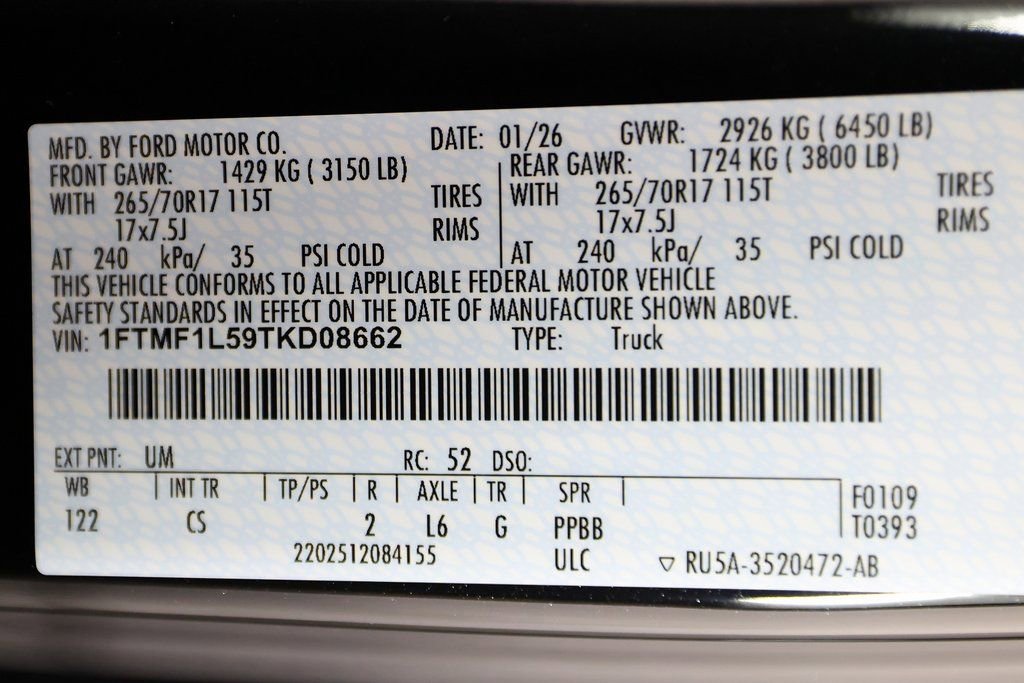 MFD. BY FORD MOTOR CO. DATE: 01/26 GVWR: 2926 KG ( 6450 LB)
FRONT GAWR: 1429 KG ( 3150 LB) REAR GAWR: 1724 KG ( 3800 LB)
WITH 265/70R17 115T TIRES WITH 265/70R17 115T TIRES
17x7.5J RIMS 17x7.5J RIMS
AT 240 kPa/ 35 PSI COLD AT 240 kPa/ 35 PSI COLD
THIS VEHICLE CONFORMS TO ALL APPLICABLE FEDERAL MOTOR VEHICLE
SAFETY STANDARDS IN EFFECT ON THE DATE OF MANUFACTURE SHOWN ABOVE.
VIN: 1FTMF1L59TKD08662 TYPE: Truck
EXT PNT: UM RC: 52 DSO:
WB INT TR TP/PS R AXLE TR SPR F0109
122 CS 2 L6 G PPBB T0393
2202512084155 ULC ▽ RU5A-3520472-AB